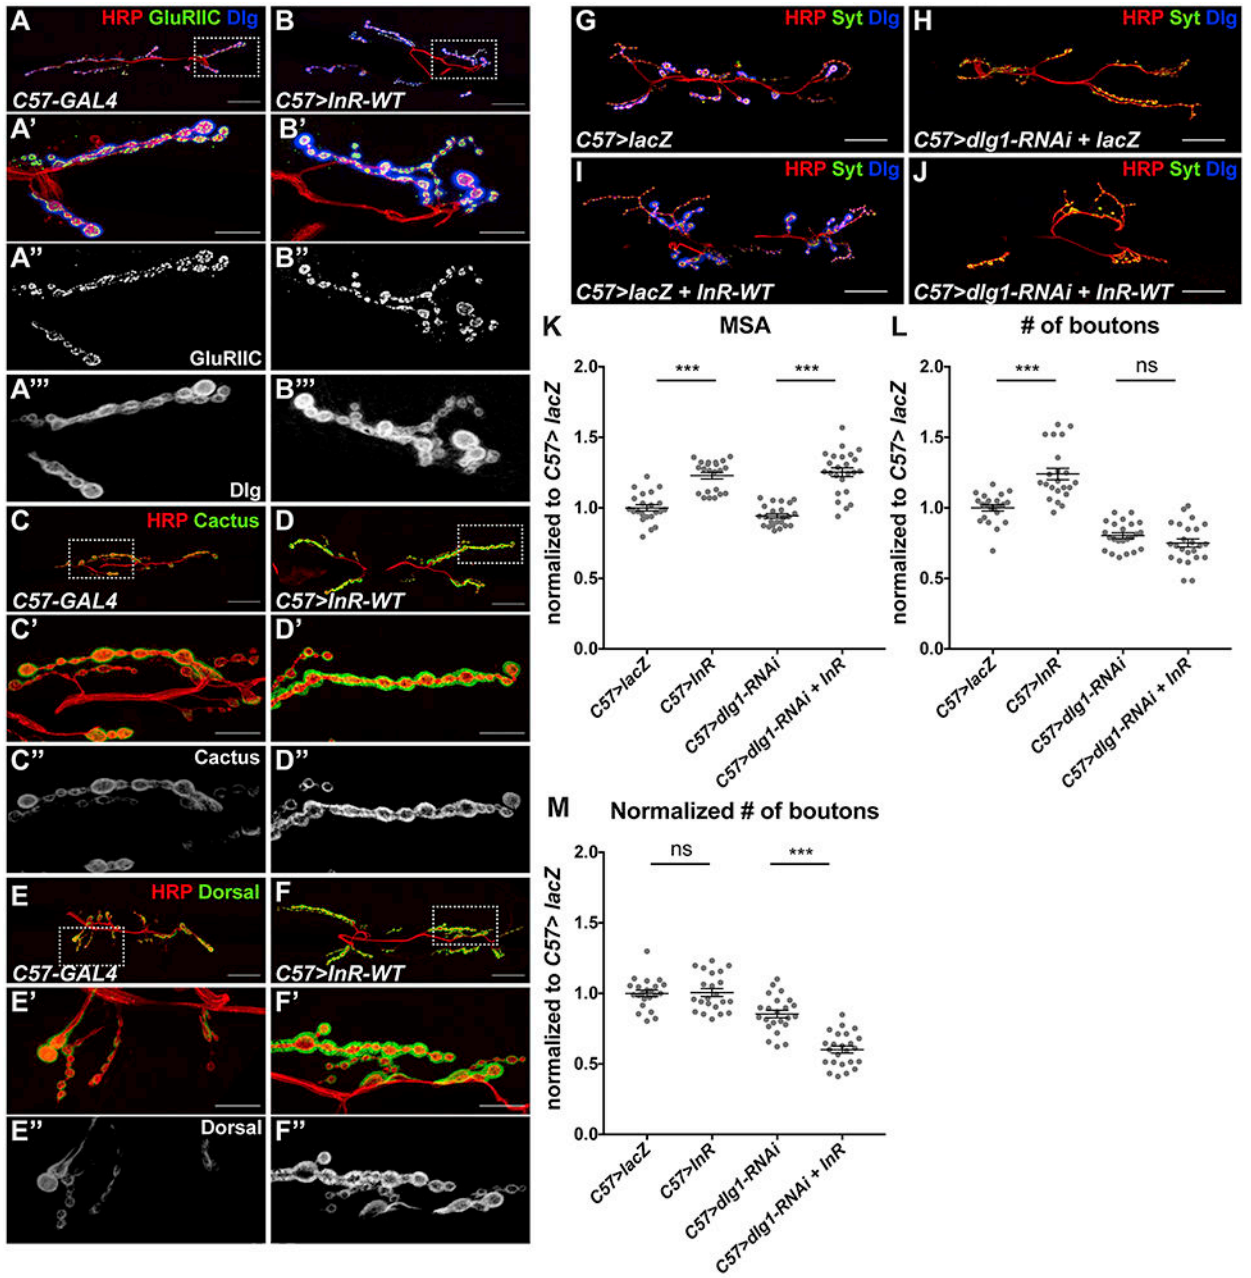 A HRP GluRIIC Dlg
C57-GAL4
B
C57>InR-WT
A'
B'
A''
GluRIIC
B''
A'''
Dlg
B'''
C HRP Cactus
C57-GAL4
D
C57>InR-WT
C'
D'
C'' Cactus
D''
E HRP Dorsal
C57-GAL4
F
C57>InR-WT
E'
F'
E'' Dorsal
F''
G HRP Syt Dlg
C57>lacZ
H HRP Syt Dlg
C57>dlg1-RNAi + lacZ
I HRP Syt Dlg
C57>lacZ + InR-WT
J HRP Syt Dlg
C57>dlg1-RNAi + InR-WT
K MSA
normalized to C57> lacZ
2.0
1.5
1.0
0.5
0.0
***
***
C57>lacZ
C57>InR
C57>dlg1-RNAi
C57>dlg1-RNAi + InR
L # of boutons
normalized to C57> lacZ
2.0
1.5
1.0
0.5
0.0
***
ns
C57>lacZ
C57>InR
C57>dlg1-RNAi
C57>dlg1-RNAi + InR
M Normalized # of boutons
normalized to C57> lacZ
2.0
1.5
1.0
0.5
0.0
ns
***
C57>lacZ
C57>InR
C57>dlg1-RNAi
C57>dlg1-RNAi + InR